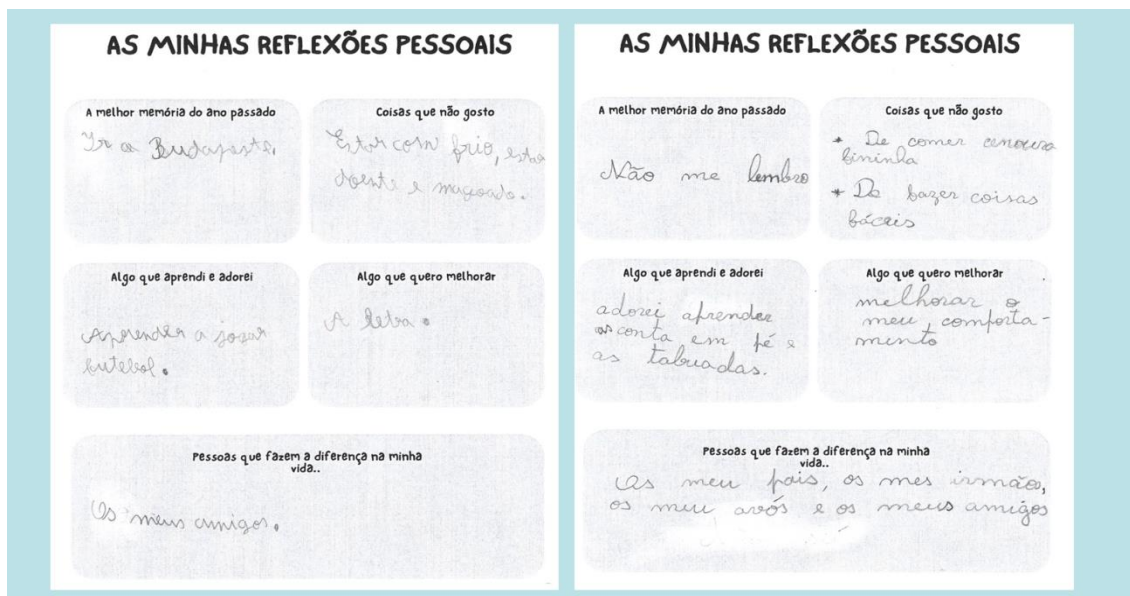 AS MINHAS REFLEXÕES PESSOAIS
A melhor memória do ano passado
Ir a Budapeste.
Coisas que não gosto
Estar com frio, estar
doente e magoado.
Algo que aprendi e adorei
Aprender a jogar
futebol.
Algo que quero melhorar
A letra.
Pessoas que fazem a diferença na minha
vida..
Os meus amigos.
AS MINHAS REFLEXÕES PESSOAIS
A melhor memória do ano passado
Não me lembro
Coisas que não gosto
* De comer cenoura
fininha
* De fazer coisas
fáceis
Algo que aprendi e adorei
adorei aprender
as conta em pé e
as tabuadas.
Algo que quero melhorar
melhorar o
meu comporta-
mento
Pessoas que fazem a diferença na minha
vida..
Os meu pais, os mes irmãos,
os meu avós e os meus amigos